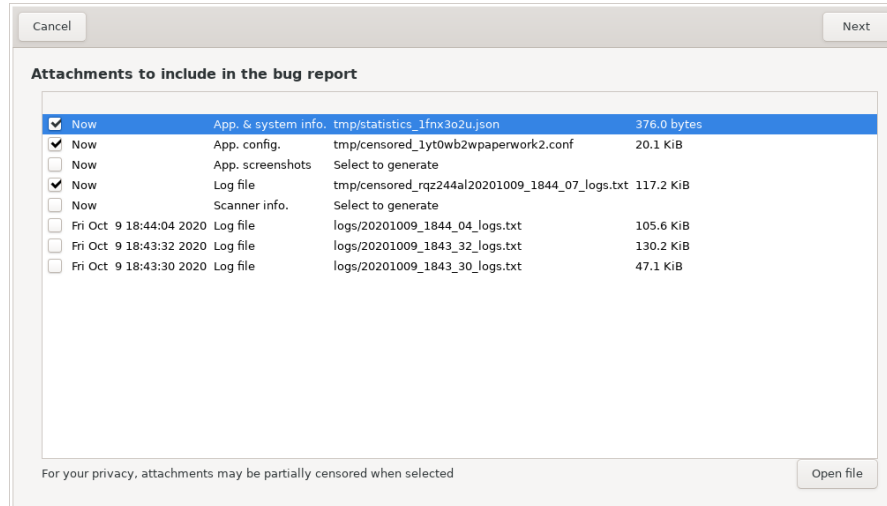 Cancel Next
Attachments to include in the bug report
Now App. & system info. tmp/statistics_1fnx3o2u.json 376.0 bytes
Now App. config. tmp/censored_1yt0wb2wpaperwork2.conf 20.1 KiB
Now App. screenshots Select to generate
Now Log file tmp/censored_rqz244al20201009_1844_07_logs.txt 117.2 KiB
Now Scanner info. Select to generate
Fri Oct 9 18:44:04 2020 Log file logs/20201009_1844_04_logs.txt 105.6 KiB
Fri Oct 9 18:43:32 2020 Log file logs/20201009_1843_32_logs.txt 130.2 KiB
Fri Oct 9 18:43:30 2020 Log file logs/20201009_1843_30_logs.txt 47.1 KiB
For your privacy, attachments may be partially censored when selected Open file